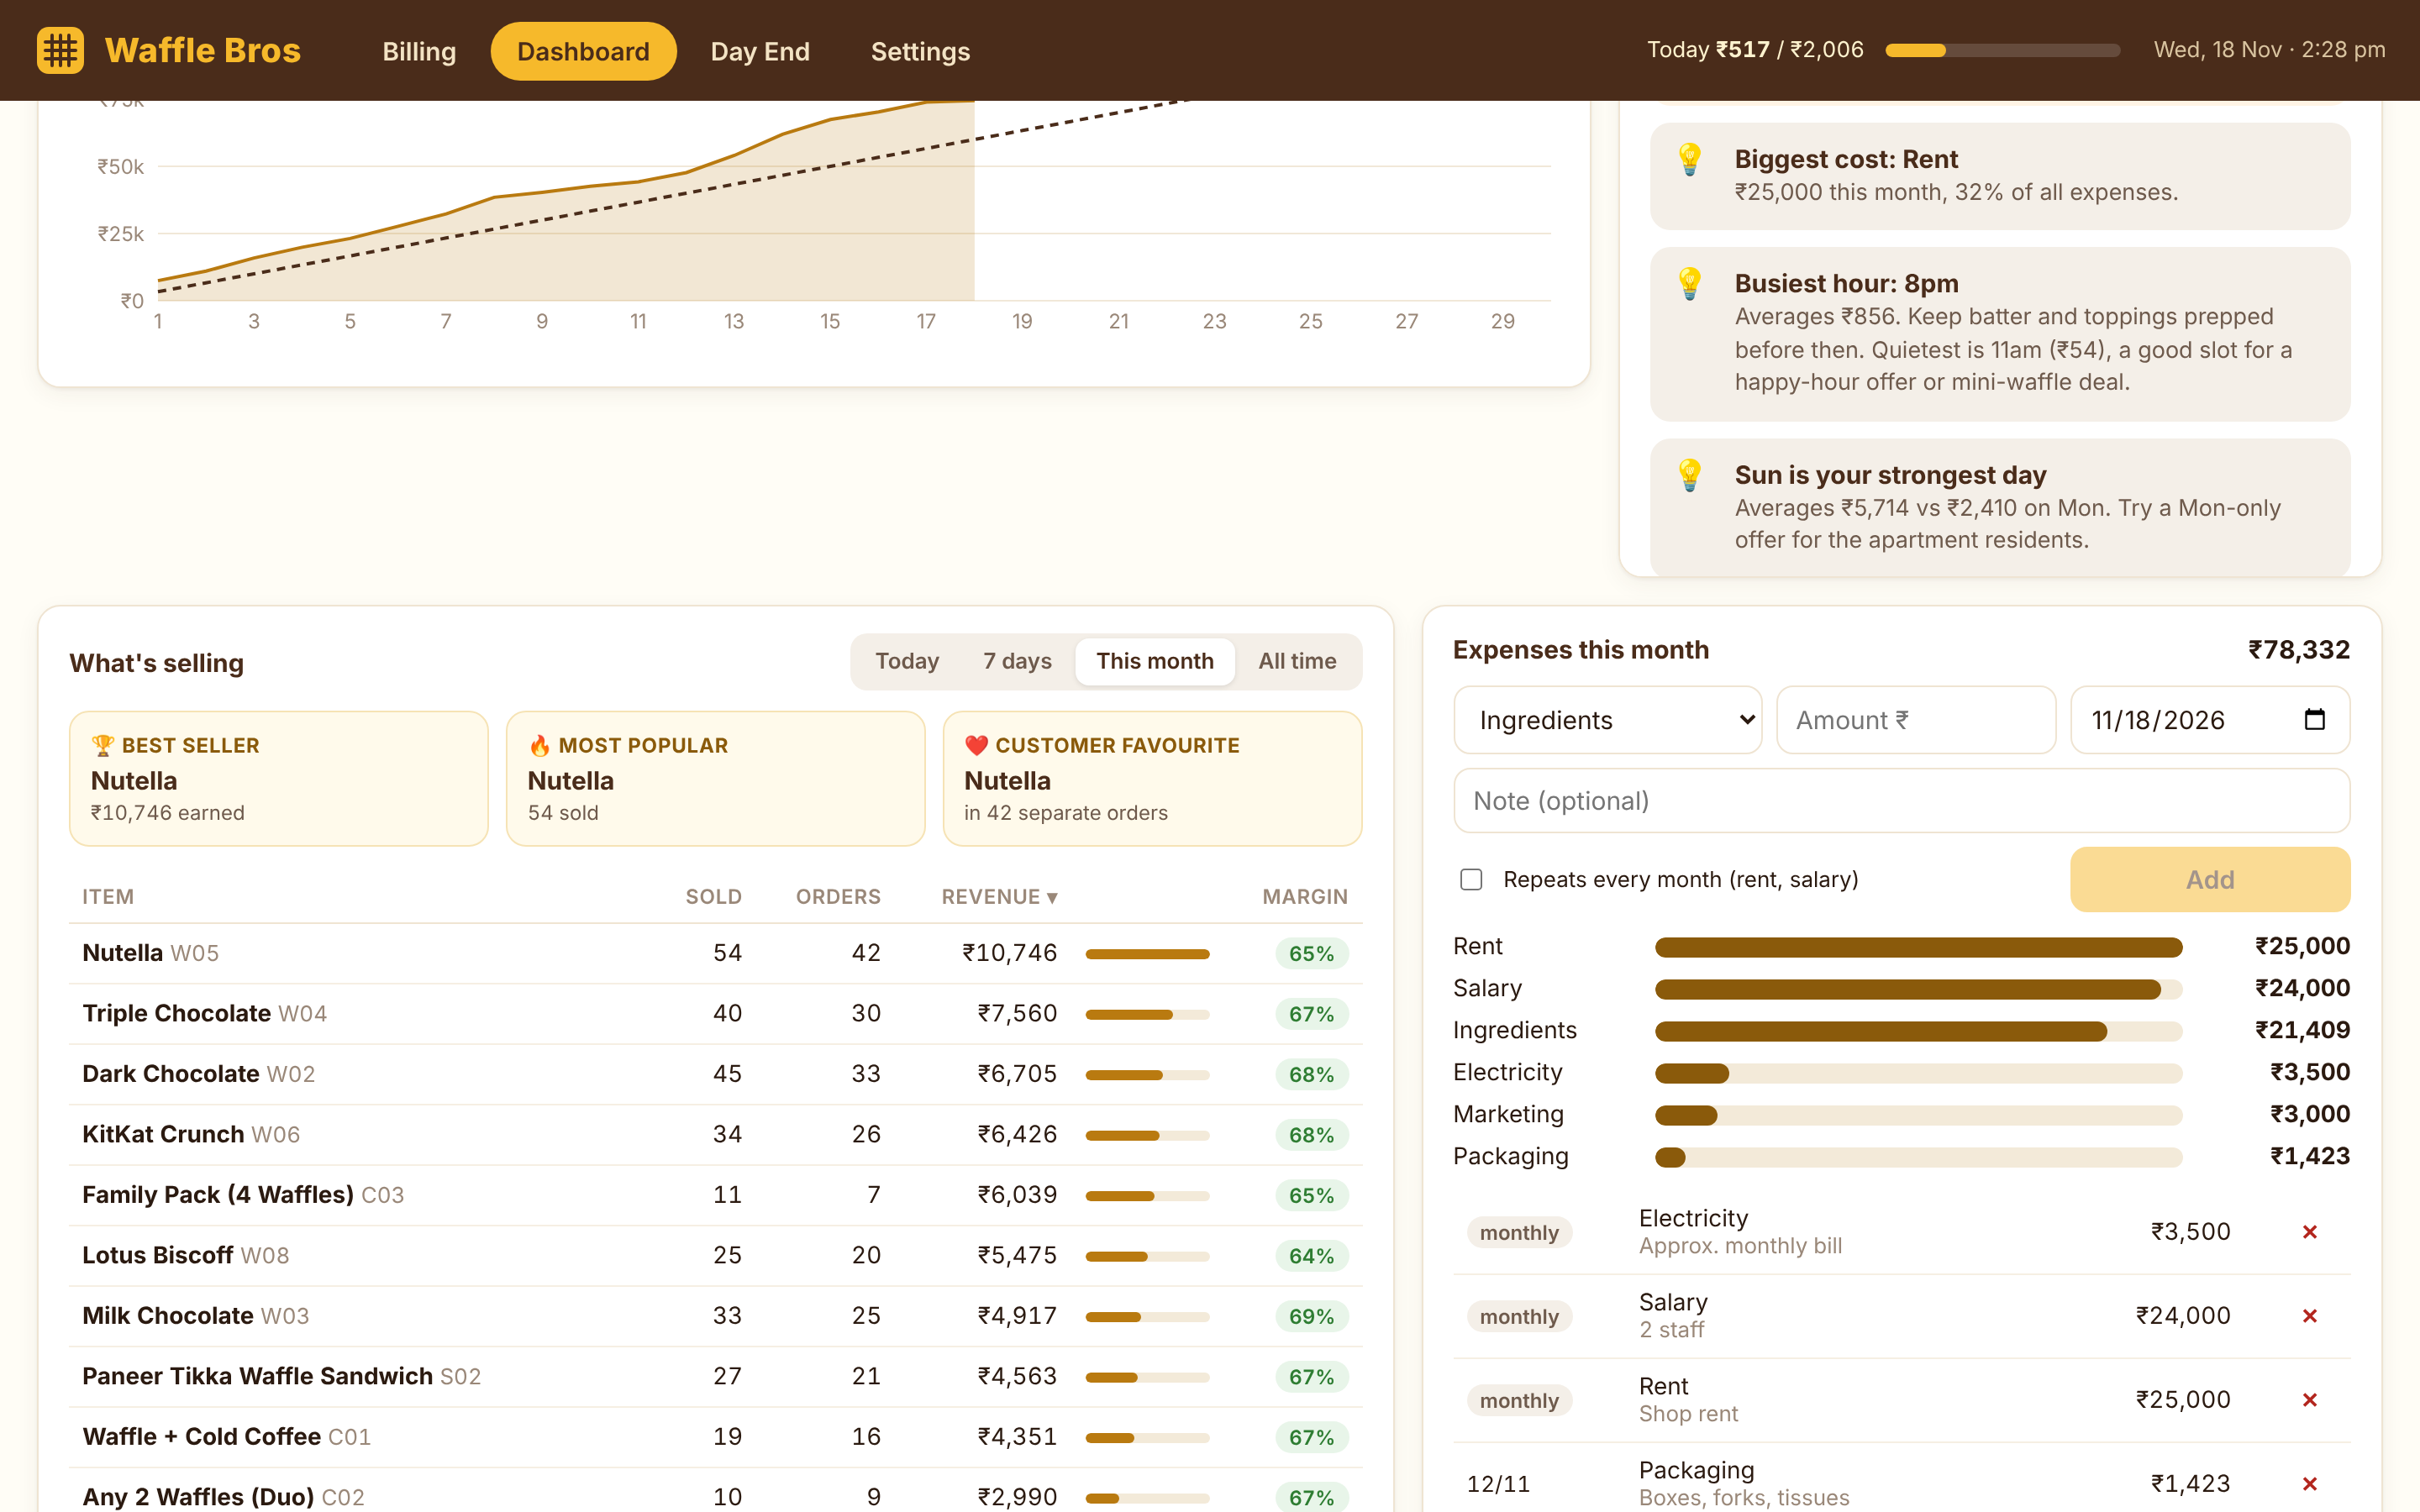 Waffle Bros
Billing
Dashboard
Day End
Settings
Today ₹517 / ₹2,006
Wed, 18 Nov · 2:28 pm
₹75k
₹50k
₹25k
₹0
1 3 5 7 9 11 13 15 17 19 21 23 25 27 29
Biggest cost: Rent
₹25,000 this month, 32% of all expenses.
Busiest hour: 8pm
Averages ₹856. Keep batter and toppings prepped
before then. Quietest is 11am (₹54), a good slot for a
happy-hour offer or mini-waffle deal.
Sun is your strongest day
Averages ₹5,714 vs ₹2,410 on Mon. Try a Mon-only
offer for the apartment residents.
What's selling
Today 7 days This month All time
🏆 BEST SELLER
Nutella
₹10,746 earned
🔥 MOST POPULAR
Nutella
54 sold
❤️ CUSTOMER FAVOURITE
Nutella
in 42 separate orders
ITEM SOLD ORDERS REVENUE ▾ MARGIN
Nutella W05 54 42 ₹10,746 65%
Triple Chocolate W04 40 30 ₹7,560 67%
Dark Chocolate W02 45 33 ₹6,705 68%
KitKat Crunch W06 34 26 ₹6,426 68%
Family Pack (4 Waffles) C03 11 7 ₹6,039 65%
Lotus Biscoff W08 25 20 ₹5,475 64%
Milk Chocolate W03 33 25 ₹4,917 69%
Paneer Tikka Waffle Sandwich S02 27 21 ₹4,563 67%
Waffle + Cold Coffee C01 19 16 ₹4,351 67%
Any 2 Waffles (Duo) C02 10 9 ₹2,990 67%
Expenses this month ₹78,332
Ingredients
Amount ₹
11/18/2026
Note (optional)
Repeats every month (rent, salary)
Add
Rent ₹25,000
Salary ₹24,000
Ingredients ₹21,409
Electricity ₹3,500
Marketing ₹3,000
Packaging ₹1,423
monthly Electricity ₹3,500 ×
Approx. monthly bill
monthly Salary ₹24,000 ×
2 staff
monthly Rent ₹25,000 ×
Shop rent
12/11 Packaging ₹1,423 ×
Boxes, forks, tissues